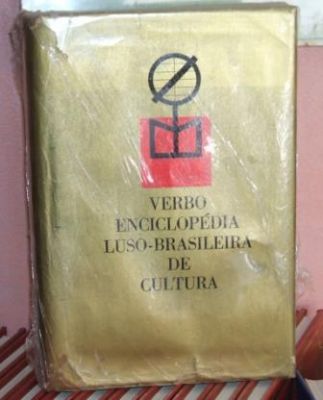 VERBO
ENCICLOPÉDIA
LUSO-BRASILEIRA
DE
CULTURA